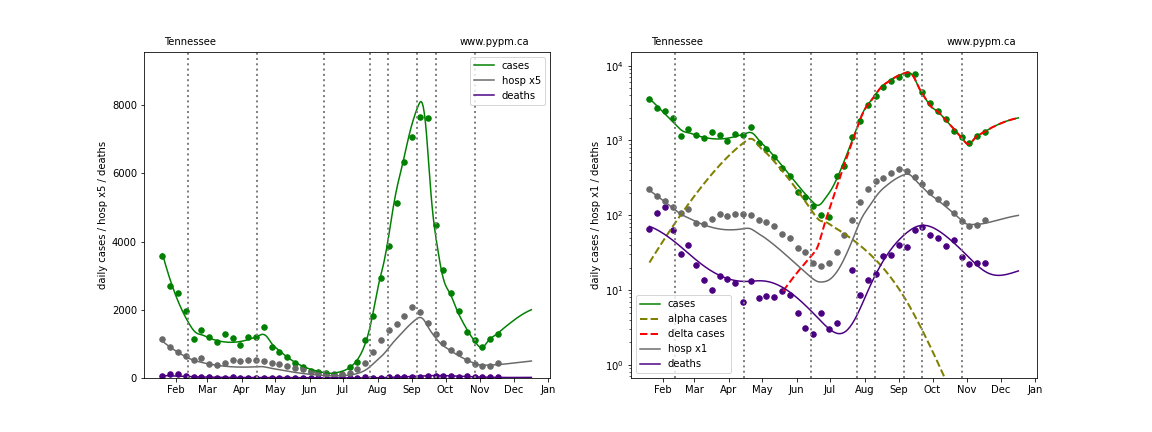 Tennessee www.pypm.ca
daily cases / hosp x5 / deaths
8000
6000
4000
2000
0
cases
hosp x5
deaths
Feb Mar Apr May Jun Jul Aug Sep Oct Nov Dec Jan
Tennessee www.pypm.ca
daily cases / hosp x1 / deaths
10⁴
10³
10²
10¹
10⁰
cases
alpha cases
delta cases
hosp x1
deaths
Feb Mar Apr May Jun Jul Aug Sep Oct Nov Dec Jan